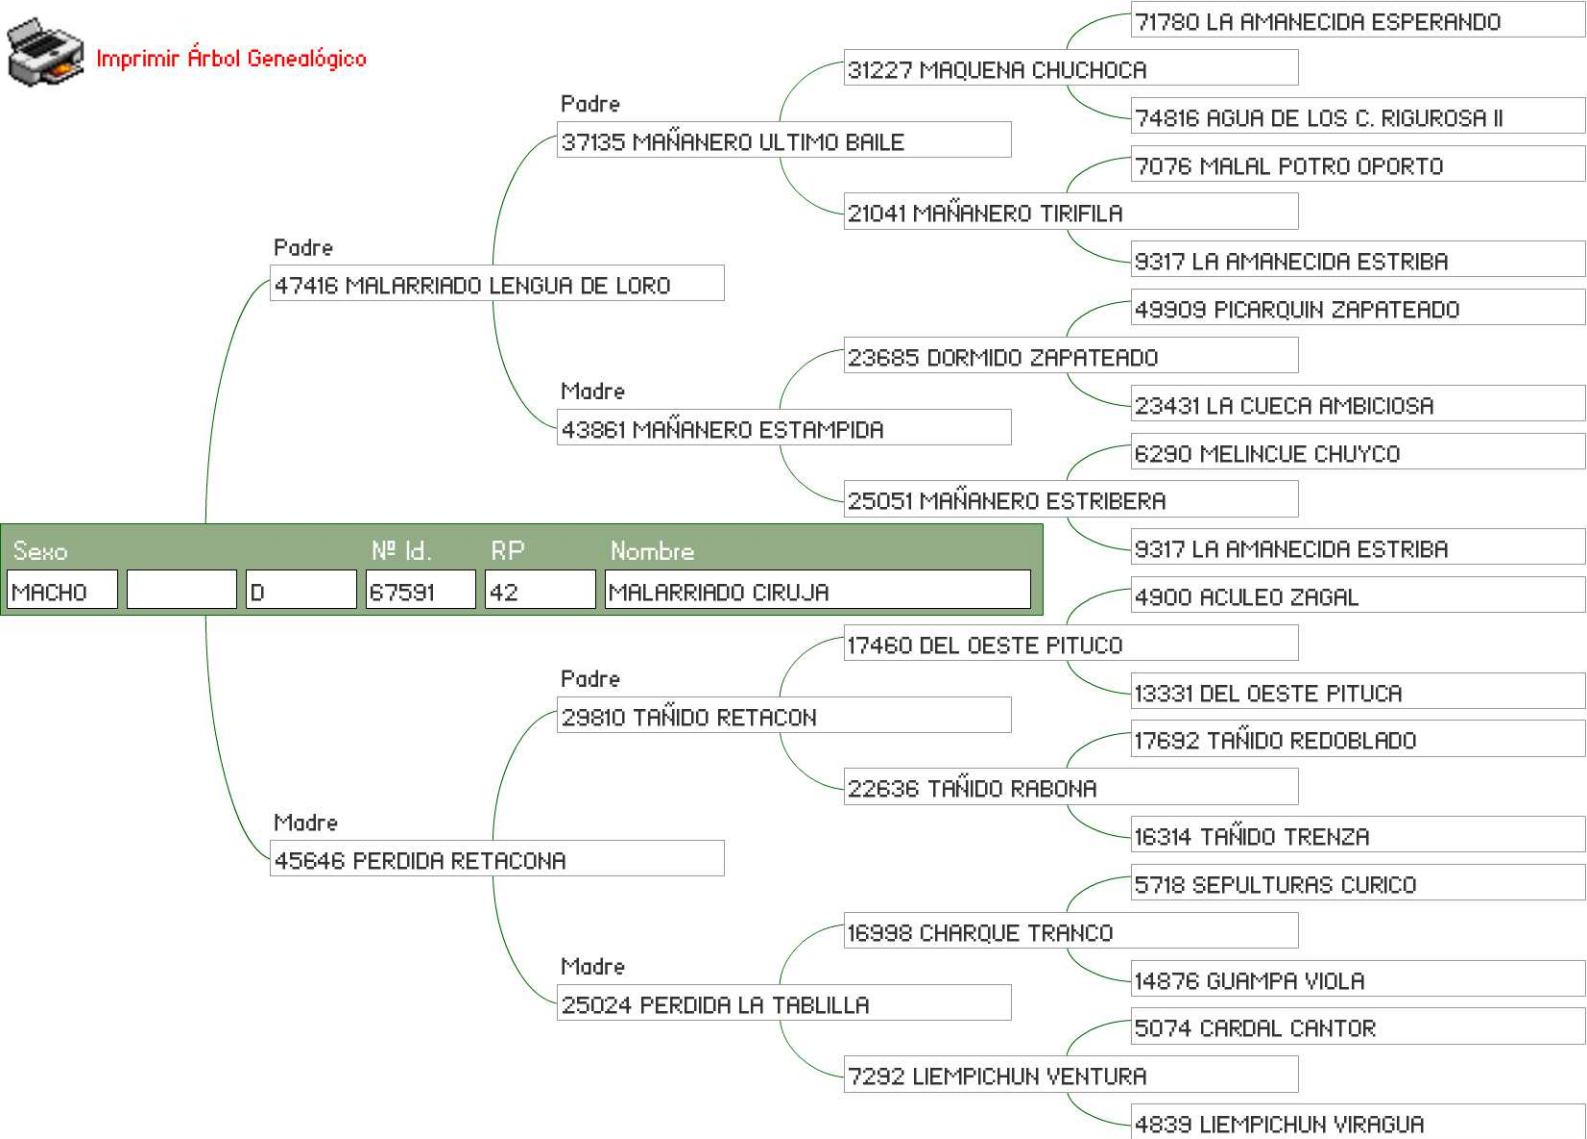 71780 LA AMANECIDA ESPERANDO
Imprimir Árbol Genealógico
31227 MAQUENA CHUCHOCA
Padre
74816 AGUA DE LOS C. RIGUROSA II
37135 MAÑANERO ULTIMO BAILE
7076 MALAL POTRO OPORTO
21041 MAÑANERO TIRIFILA
Padre
9317 LA AMANECIDA ESTRIBA
47416 MALARRIADO LENGUA DE LORO
49909 PICARQUIN ZAPATEADO
23685 DORMIDO ZAPATEADO
Madre
23431 LA CUECA AMBICIOSA
43861 MAÑANERO ESTAMPIDA
6290 MELINCUE CHUYCO
25051 MAÑANERO ESTRIBERA
Sexo Nº Id. RP Nombre
9317 LA AMANECIDA ESTRIBA
MACHO D 67591 42 MALARRIADO CIRUJA
4900 ACULEO ZAGAL
17460 DEL OESTE PITUCO
Padre
13331 DEL OESTE PITUCA
29810 TAÑIDO RETACON
17692 TAÑIDO REDOBLADO
22636 TAÑIDO RABONA
Madre
16314 TAÑIDO TRENZA
45646 PERDIDA RETACONA
5718 SEPULTURAS CURICO
16998 CHARQUE TRANCO
Madre
14876 GUAMPA VIOLA
25024 PERDIDA LA TABLILLA
5074 CARDAL CANTOR
7292 LIEMPICHUN VENTURA
4839 LIEMPICHUN VIRAGUA